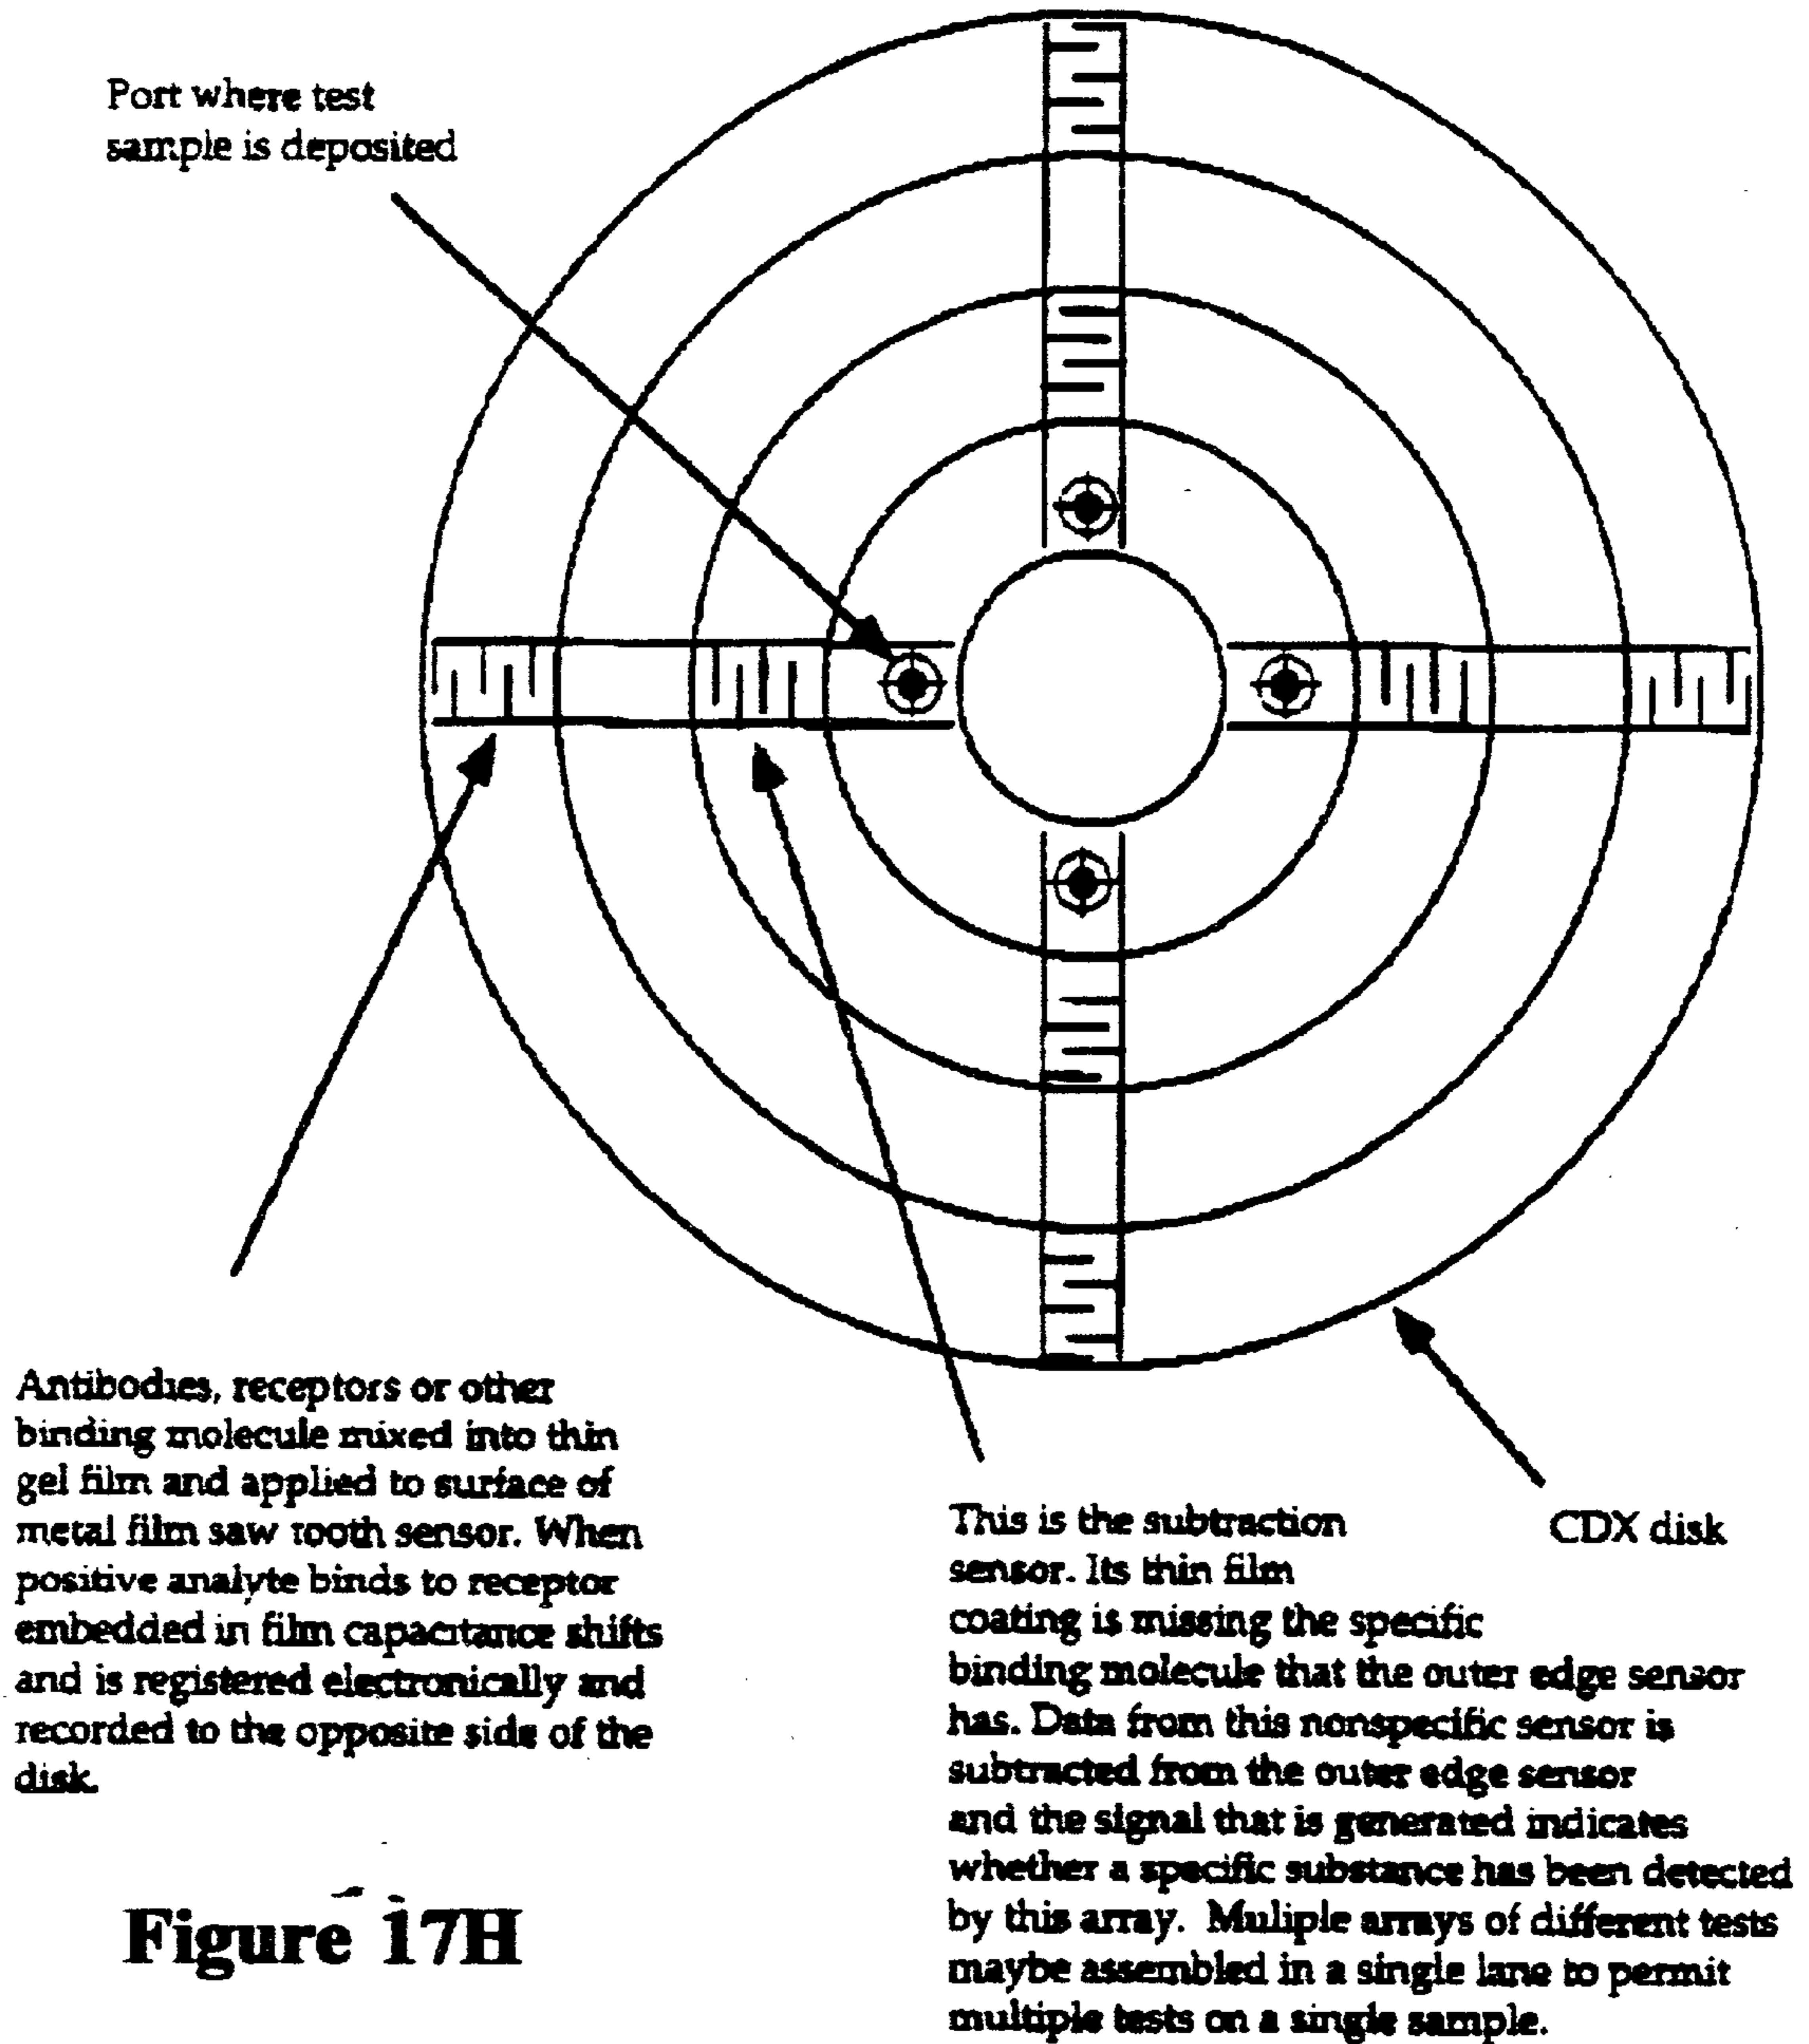 Port where test
sample is deposited
Antibodies, receptors or other
binding molecule mixed into thin
gel film and applied to surface of
metal film saw tooth sensor. When
positive analyte binds to receptor
embedded in film capacitance shifts
and is registered electronically and
recorded to the opposite side of the
disk.
This is the subtraction
sensor. Its thin film
coating is missing the specific
binding molecule that the outer edge sensor
has. Data from this nonspecific sensor is
subtracted from the outer edge sensor
and the signal that is generated indicates
whether a specific substance has been detected
by this array. Muliple arrays of different tests
maybe assembled in a single lane to permit
multiple tests on a single sample.
CDX disk
Figure 17H